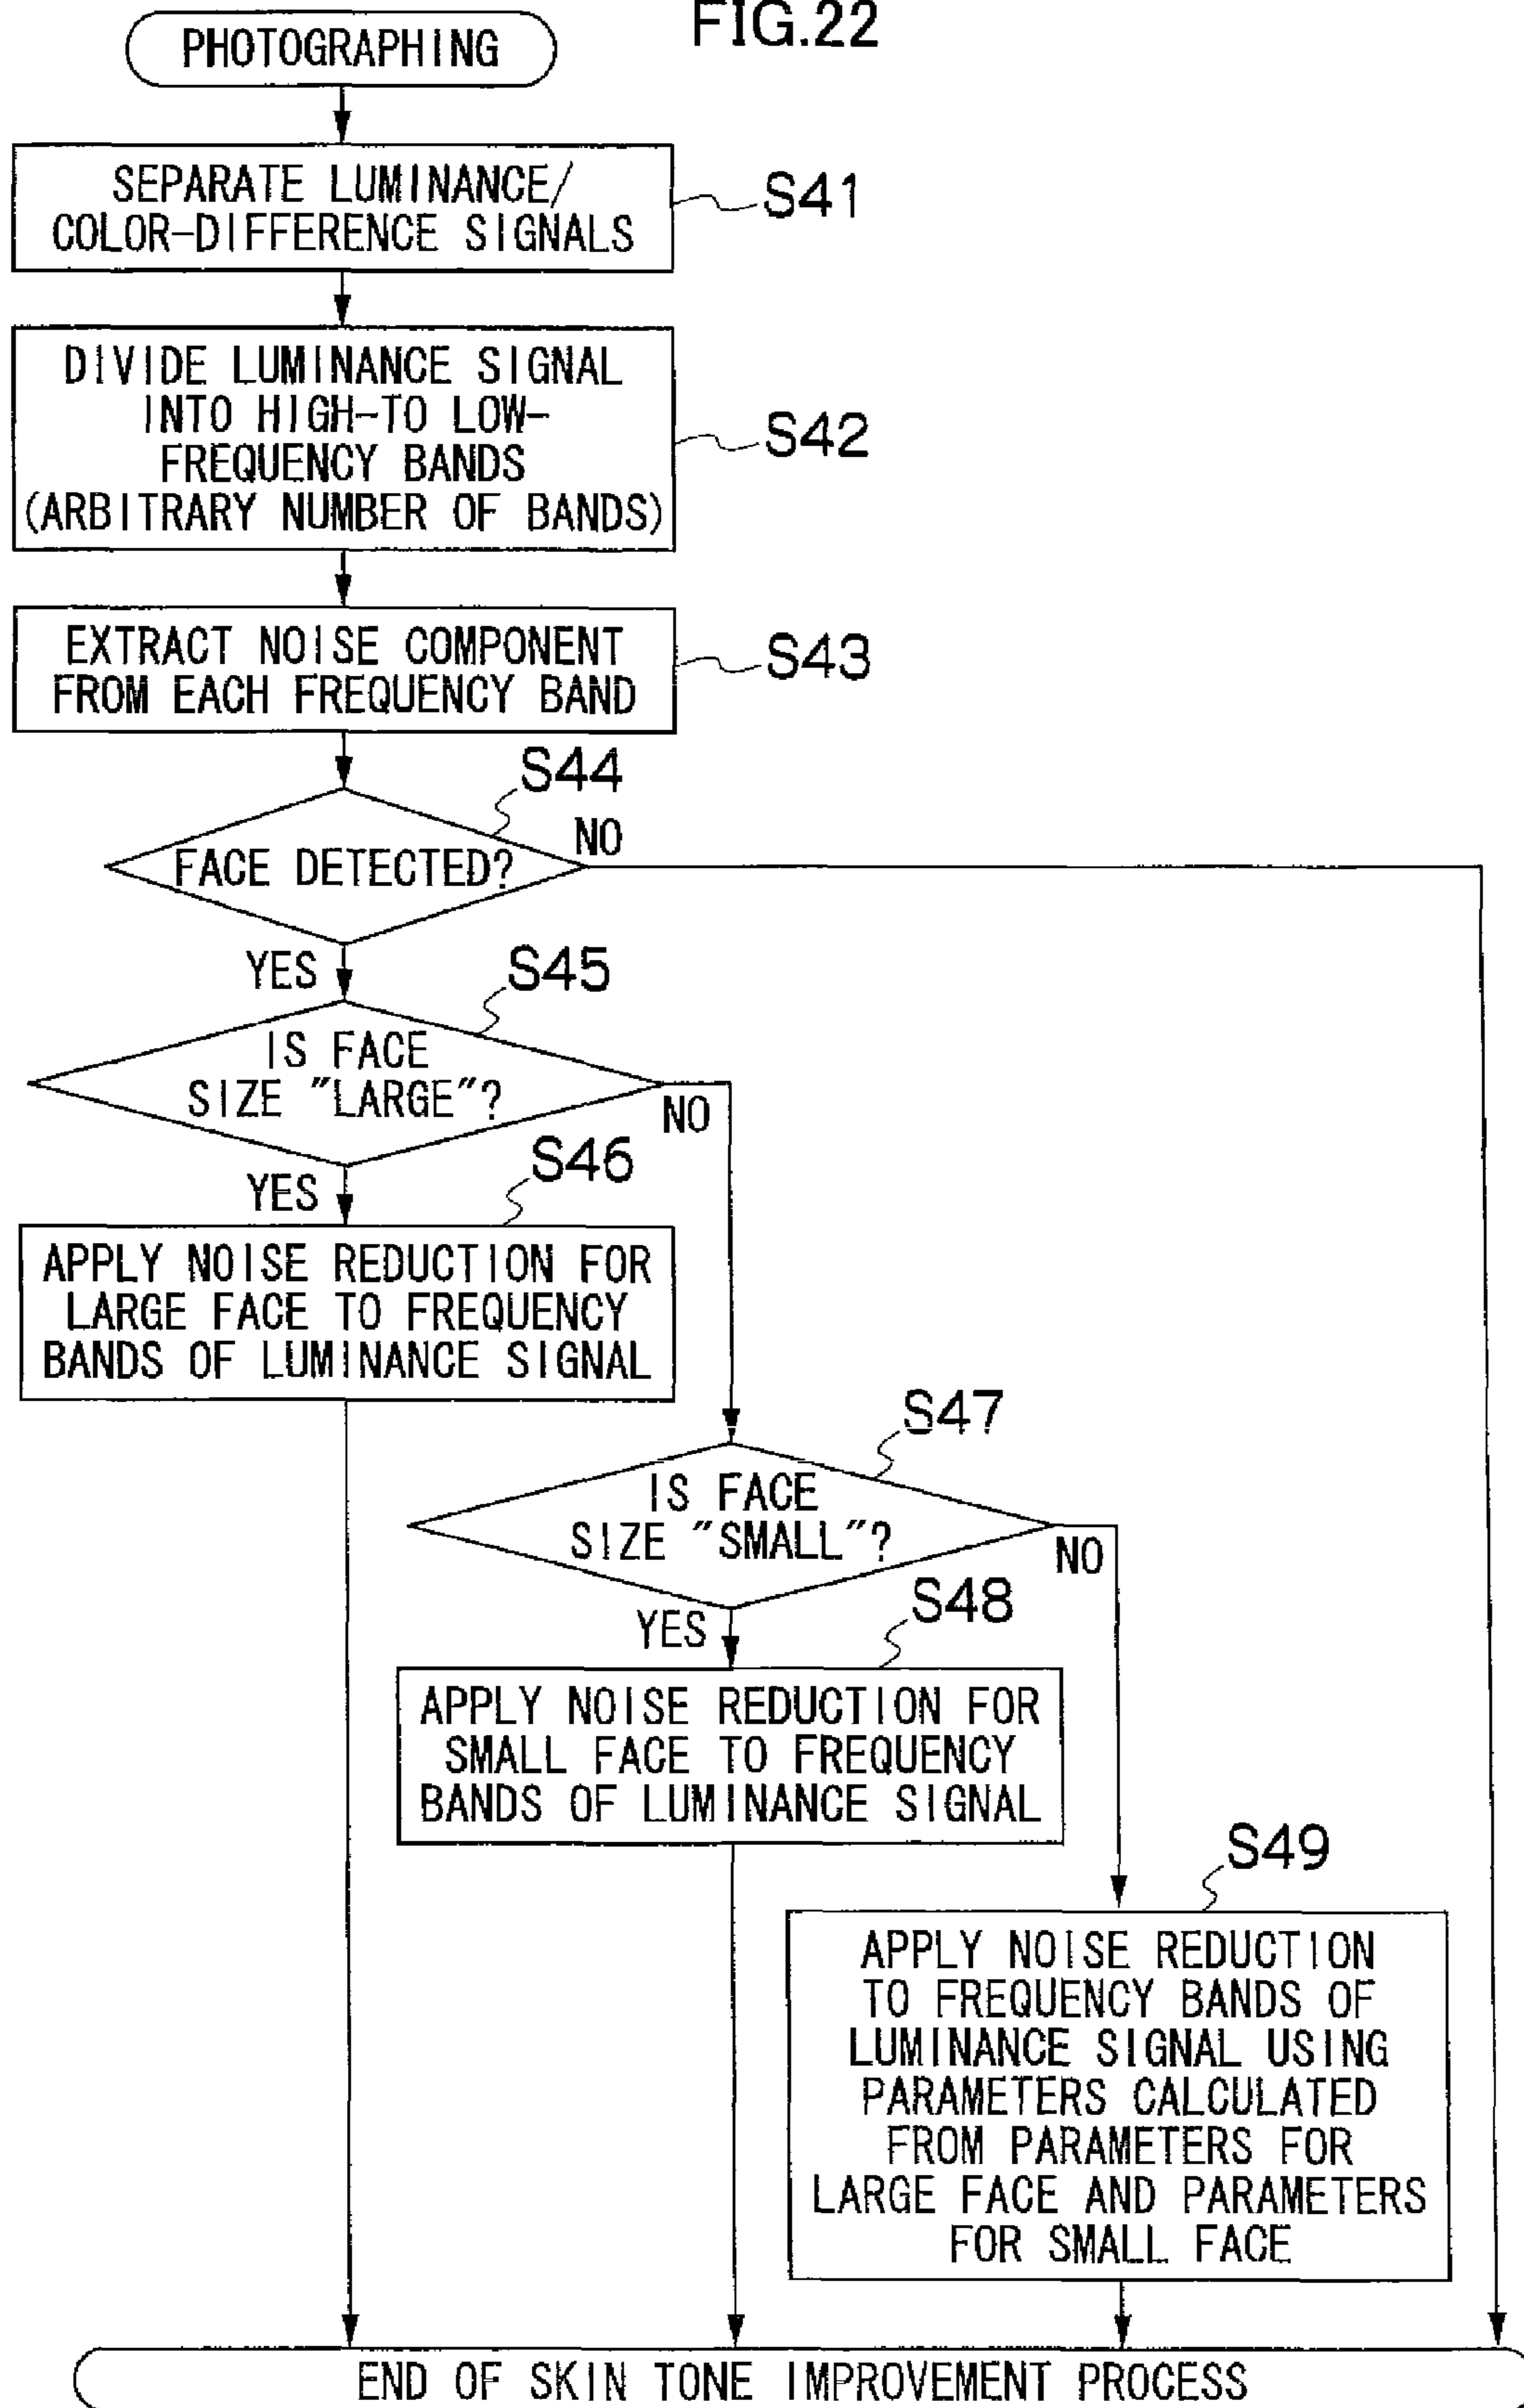 FIG.22
PHOTOGRAPHING
SEPARATE LUMINANCE/
COLOR-DIFFERENCE SIGNALS
S41
DIVIDE LUMINANCE SIGNAL
INTO HIGH-TO LOW-
FREQUENCY BANDS
(ARBITRARY NUMBER OF BANDS)
S42
EXTRACT NOISE COMPONENT
FROM EACH FREQUENCY BAND
S43
S44
FACE DETECTED?
NO
YES
S45
IS FACE
SIZE "LARGE"?
NO
YES
S46
APPLY NOISE REDUCTION FOR
LARGE FACE TO FREQUENCY
BANDS OF LUMINANCE SIGNAL
S47
IS FACE
SIZE "SMALL"?
NO
YES
S48
APPLY NOISE REDUCTION FOR
SMALL FACE TO FREQUENCY
BANDS OF LUMINANCE SIGNAL
S49
APPLY NOISE REDUCTION
TO FREQUENCY BANDS OF
LUMINANCE SIGNAL USING
PARAMETERS CALCULATED
FROM PARAMETERS FOR
LARGE FACE AND PARAMETERS
FOR SMALL FACE
END OF SKIN TONE IMPROVEMENT PROCESS